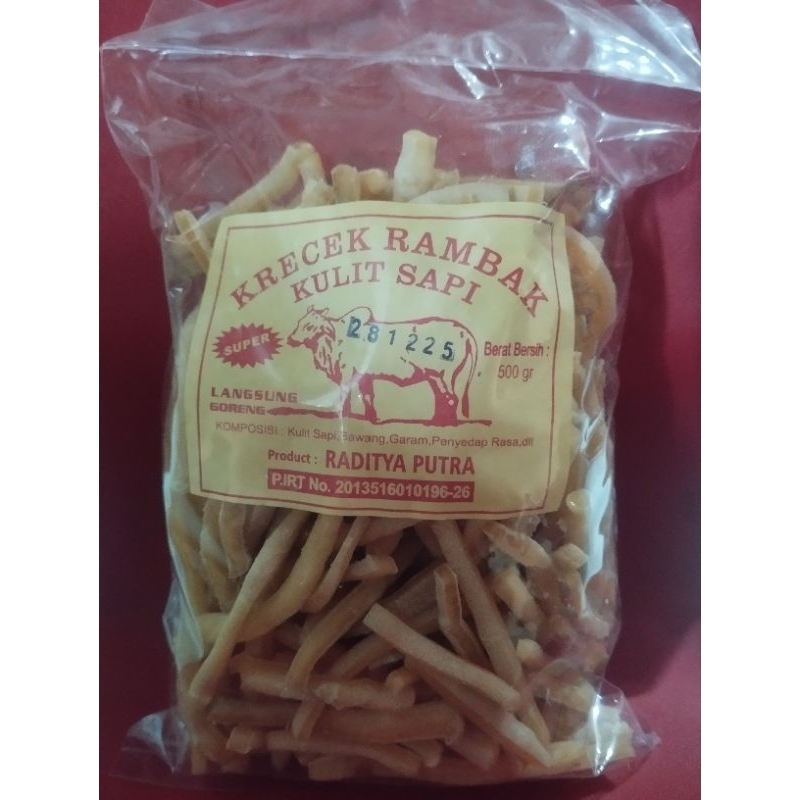 KRECEK RAMBAK
KULIT SAPI
281225
SUPER
Berat Bersih :
500 gr
LANGSUNG
GORENG
KOMPOSISI : Kulit Sapi,Bawang,Garam,Penyedap Rasa,dll
Product : RADITYA PUTRA
P.IRT No. 2013516010196-26